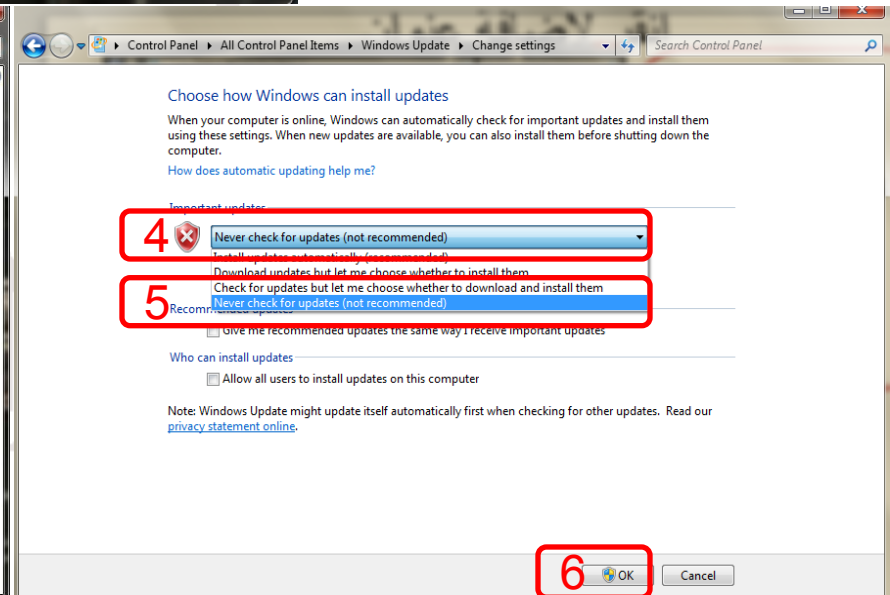 Control Panel ▸ All Control Panel Items ▸ Windows Update ▸ Change settings
Search Control Panel
Choose how Windows can install updates
When your computer is online, Windows can automatically check for important updates and install them
using these settings. When new updates are available, you can also install them before shutting down the
computer.
How does automatic updating help me?
Important updates
4
Never check for updates (not recommended)
Install updates automatically (recommended)
Download updates but let me choose whether to install them
Check for updates but let me choose whether to download and install them
5
Never check for updates (not recommended)
Recommended updates
Give me recommended updates the same way I receive important updates
Who can install updates
Allow all users to install updates on this computer
Note: Windows Update might update itself automatically first when checking for other updates. Read our
privacy statement online.
6
OK
Cancel